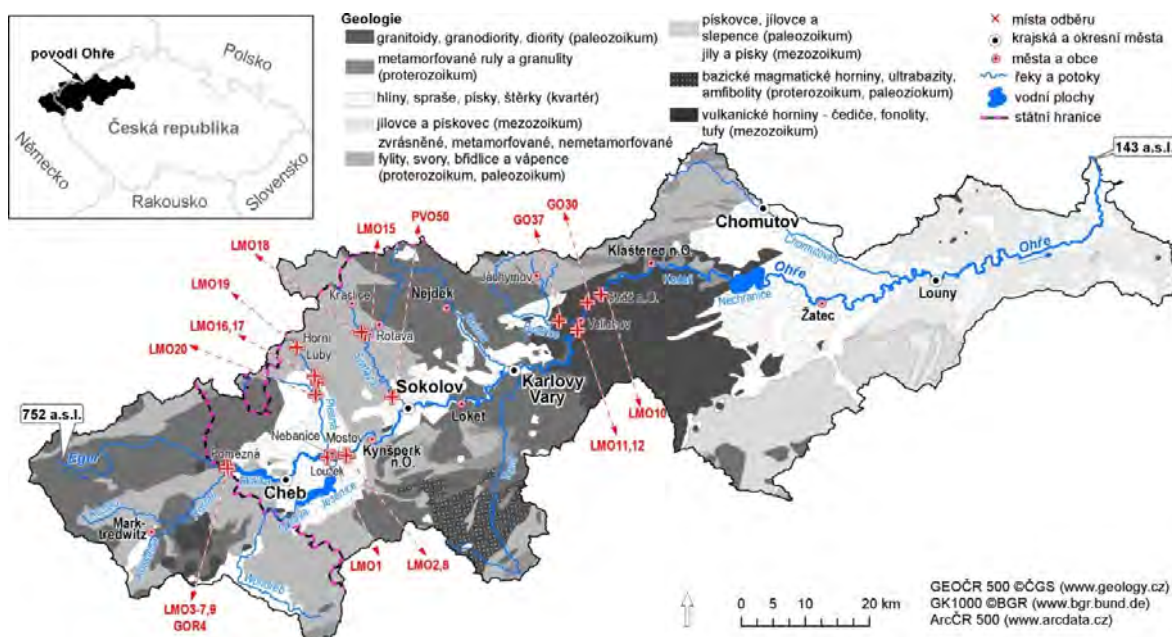 povodí Ohře
Polsko
Česká republika
Německo
Rakousko
Slovensko
Geologie
granitoidy, granodiority, diority (paleozoikum)
metamorfované ruly a granulity
(proterozoikum)
hlíny, spraše, písky, štěrky (kvartér)
jílovce a pískovec (mezozoikum)
zvrásněné, metamorfované, nemetamorfované
fylity, svory, břidlice a vápence
(proterozoikum, paleozoikum)
pískovce, jílovce a
slepence (paleozoikum)
jíly a písky (mezozoikum)
bazické magmatické horniny, ultrabazity,
amfibolity (proterozoikum, paleoziokum)
vulkanické horniny - čediče, fonolity,
tufy (mezozoikum)
místa odběru
krajská a okresní města
města a obce
řeky a potoky
vodní plochy
státní hranice
143 a.s.l.
GO30
PVO50
GO37
LMO15
LMO18
Chomutov
Klášterec n.O.
Chomutovka
Ohře
Ohře
Jáchymov
LMO19
Kraslice
Nejdek
Nechranice
Louny
Žatec
LMO16,17
Rotava
Horní
Luby
LMO20
Karlovy
Vary
Sokolov
LMO10
Loket
752 a.s.l.
LMO11,12
Nebanice
Mostov
Kynšperk
n.O.
Eger
Pomezná
Loužek
Cheb
Mark-
tredwitz
Wondreb
LMO1
LMO2,8
LMO3-7,9
GOR4
0 5 10 20 km
GEOČR 500 ©ČGS (www.geology.cz)
GK1000 ©BGR (www.bgr.bund.de)
ArcČR 500 (www.arcdata.cz)